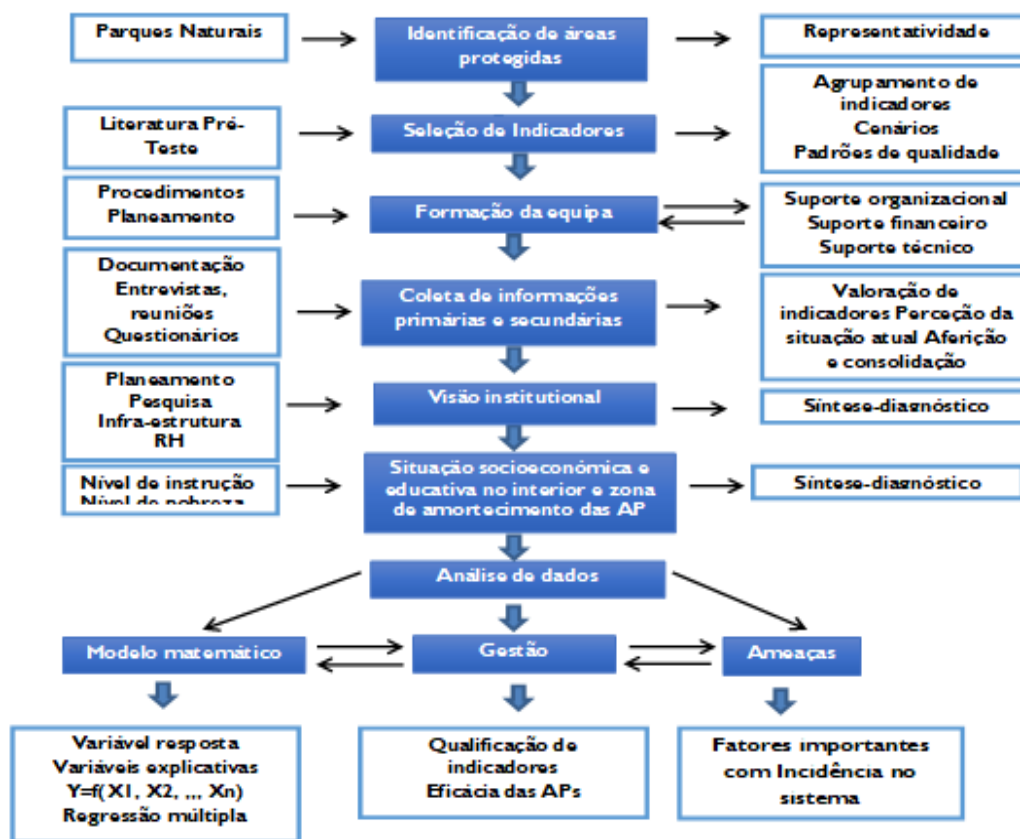 Parques Naturais
Identificação de áreas
protegidas
Representatividade
Literatura Pré-
Teste
Seleção de Indicadores
Agrupamento de
indicadores
Cenários
Padrões de qualidade
Procedimentos
Planeamento
Formação da equipa
Suporte organizacional
Suporte financeiro
Suporte técnico
Documentação
Entrevistas,
reuniões
Questionários
Coleta de informações
primárias e secundárias
Valoração de
indicadores Perceção da
situação atual Aferição
e consolidação
Planeamento
Pesquisa
Infra-estrutura
RH
Visão institutional
Síntese-diagnóstico
Nível de instrução
Nível de pobreza
Situação socioeconómica e
educativa no interior e zona
de amortecimento das AP
Síntese-diagnóstico
Análise de dados
Modelo matemático
Gestão
Ameaças
Variável resposta
Variáveis explicativas
Y=f(X1, X2, ,,, Xn)
Regressão múltipla
Qualificação de
indicadores
Eficácia das APs
Fatores importantes
com Incidência no
sistema